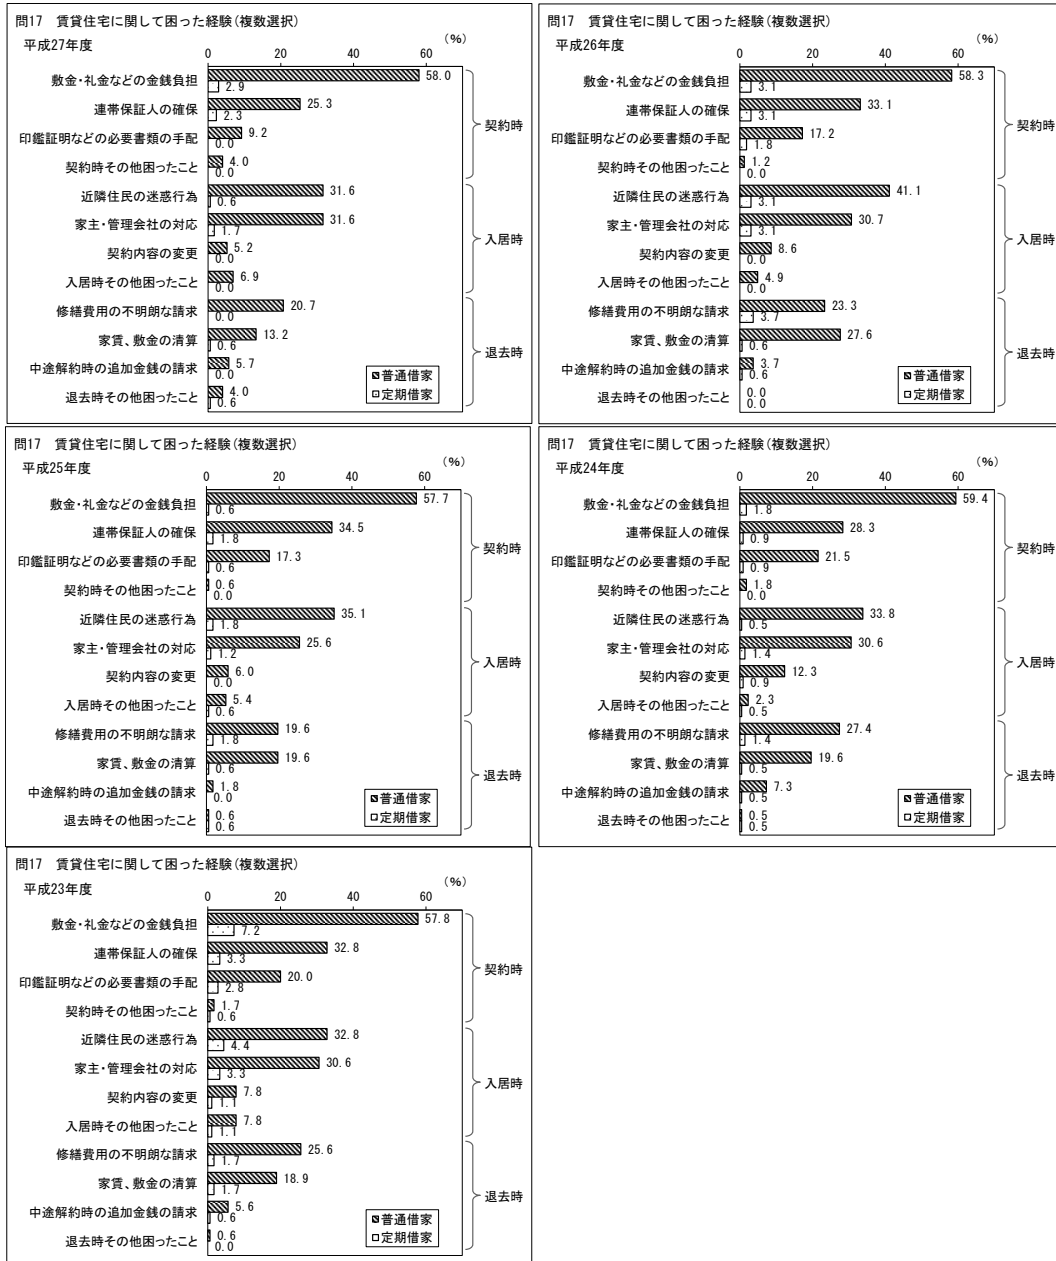 問17　賃貸住宅に関して困った経験(複数選択)
平成27年度
(%)
0 20 40 60
敷金・礼金などの金銭負担 58.0
2.9
連帯保証人の確保 25.3
2.3
印鑑証明などの必要書類の手配 9.2
0.0
契約時その他困ったこと 4.0
0.0
契約時
近隣住民の迷惑行為 31.6
0.6
家主・管理会社の対応 31.6
1.7
契約内容の変更 5.2
0.0
入居時その他困ったこと 6.9
0.0
入居時
修繕費用の不明朗な請求 20.7
0.0
家賃、敷金の清算 13.2
0.6
中途解約時の追加金銭の請求 5.7
0.0
退去時その他困ったこと 4.0
0.6
退去時
普通借家
定期借家
問17　賃貸住宅に関して困った経験(複数選択)
平成26年度
(%)
0 20 40 60
敷金・礼金などの金銭負担 58.3
3.1
連帯保証人の確保 33.1
3.1
印鑑証明などの必要書類の手配 17.2
1.8
契約時その他困ったこと 1.2
0.0
契約時
近隣住民の迷惑行為 41.1
3.1
家主・管理会社の対応 30.7
3.1
契約内容の変更 8.6
0.0
入居時その他困ったこと 4.9
0.0
入居時
修繕費用の不明朗な請求 23.3
3.7
家賃、敷金の清算 27.6
0.6
中途解約時の追加金銭の請求 3.7
0.6
退去時その他困ったこと 0.0
0.0
退去時
普通借家
定期借家
問17　賃貸住宅に関して困った経験(複数選択)
平成25年度
(%)
0 20 40 60
敷金・礼金などの金銭負担 57.7
0.6
連帯保証人の確保 34.5
1.8
印鑑証明などの必要書類の手配 17.3
0.6
契約時その他困ったこと 0.6
0.0
契約時
近隣住民の迷惑行為 35.1
1.8
家主・管理会社の対応 25.6
1.2
契約内容の変更 6.0
0.0
入居時その他困ったこと 5.4
0.6
入居時
修繕費用の不明朗な請求 19.6
1.8
家賃、敷金の清算 19.6
0.6
中途解約時の追加金銭の請求 1.8
0.0
退去時その他困ったこと 0.6
0.6
退去時
普通借家
定期借家
問17　賃貸住宅に関して困った経験(複数選択)
平成24年度
(%)
0 20 40 60
敷金・礼金などの金銭負担 59.4
1.8
連帯保証人の確保 28.3
0.9
印鑑証明などの必要書類の手配 21.5
0.9
契約時その他困ったこと 1.8
0.0
契約時
近隣住民の迷惑行為 33.8
0.5
家主・管理会社の対応 30.6
1.4
契約内容の変更 12.3
0.9
入居時その他困ったこと 2.3
0.5
入居時
修繕費用の不明朗な請求 27.4
1.4
家賃、敷金の清算 19.6
0.5
中途解約時の追加金銭の請求 7.3
0.5
退去時その他困ったこと 0.5
0.5
退去時
普通借家
定期借家
問17　賃貸住宅に関して困った経験(複数選択)
平成23年度
(%)
0 20 40 60
敷金・礼金などの金銭負担 57.8
7.2
連帯保証人の確保 32.8
3.3
印鑑証明などの必要書類の手配 20.0
2.8
契約時その他困ったこと 1.7
0.6
契約時
近隣住民の迷惑行為 32.8
4.4
家主・管理会社の対応 30.6
3.3
契約内容の変更 7.8
1.1
入居時その他困ったこと 7.8
1.1
入居時
修繕費用の不明朗な請求 25.6
1.7
家賃、敷金の清算 18.9
1.7
中途解約時の追加金銭の請求 5.6
0.6
退去時その他困ったこと 0.6
0.0
退去時
普通借家
定期借家